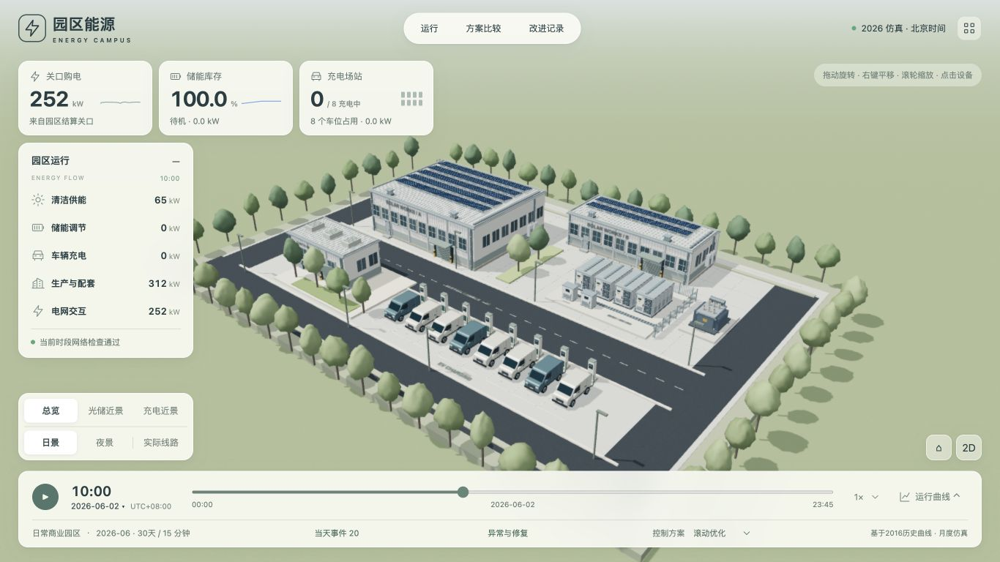 园区能源
ENERGY CAMPUS
运行 方案比较 改进记录
2026 仿真 · 北京时间
拖动旋转 · 右键平移 · 滚轮缩放 · 点击设备
关口购电
252 kW
来自园区结算关口
储能库存
100.0 %
待机 · 0.0 kW
充电场站
0 / 8 充电中
8 个车位占用 · 0.0 kW
园区运行
ENERGY FLOW 10:00
清洁供能 65 kW
储能调节 0 kW
车辆充电 0 kW
生产与配套 312 kW
电网交互 252 kW
当前时段网络检查通过
总览 光储近景 充电近景
日景 夜景 实际线路
2D
10:00
2026-06-02 UTC+08:00
00:00 2026-06-02 23:45
1×
运行曲线
日常商业园区 · 2026-06 · 30天 / 15 分钟
当天事件 20
异常与修复
控制方案 滚动优化
基于2016历史曲线 · 月度仿真